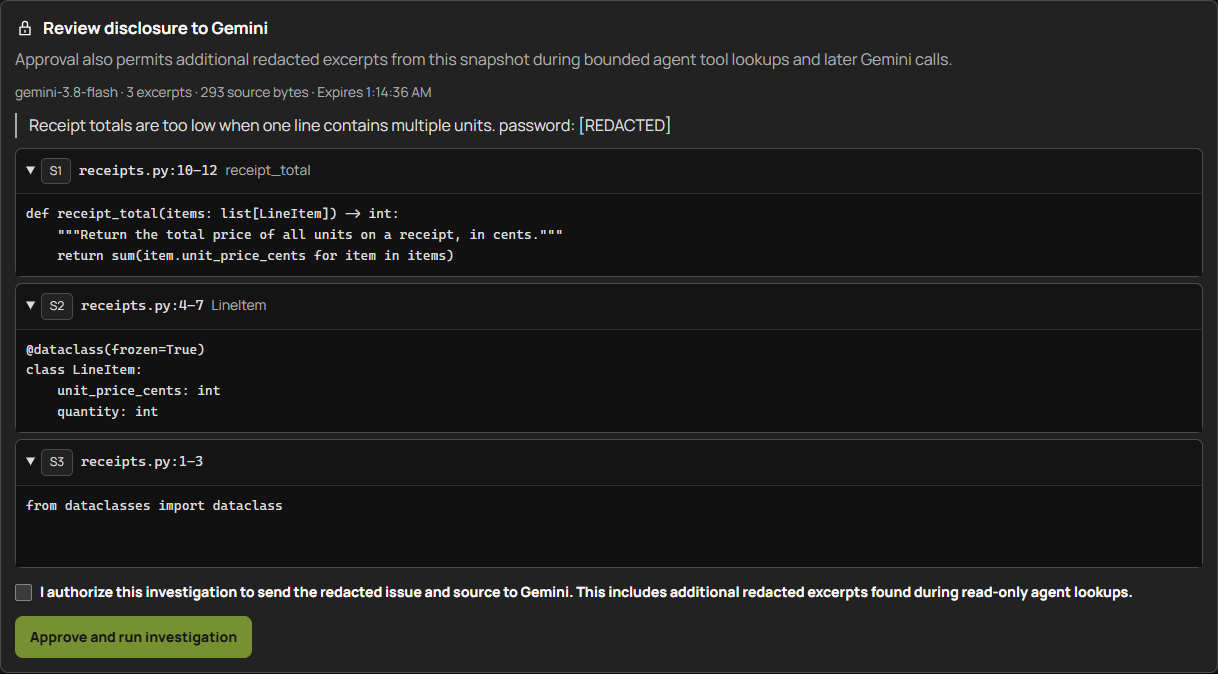 Review disclosure to Gemini
Approval also permits additional redacted excerpts from this snapshot during bounded agent tool lookups and later Gemini calls.
gemini-3.8-flash · 3 excerpts · 293 source bytes · Expires 1:14:36 AM
Receipt totals are too low when one line contains multiple units. password: [REDACTED]
▼ S1 receipts.py:10–12 receipt_total
def receipt_total(items: list[LineItem]) -> int:
    """Return the total price of all units on a receipt, in cents."""
    return sum(item.unit_price_cents for item in items)
▼ S2 receipts.py:4–7 LineItem
@dataclass(frozen=True)
class LineItem:
    unit_price_cents: int
    quantity: int
▼ S3 receipts.py:1–3
from dataclasses import dataclass
I authorize this investigation to send the redacted issue and source to Gemini. This includes additional redacted excerpts found during read-only agent lookups.
Approve and run investigation